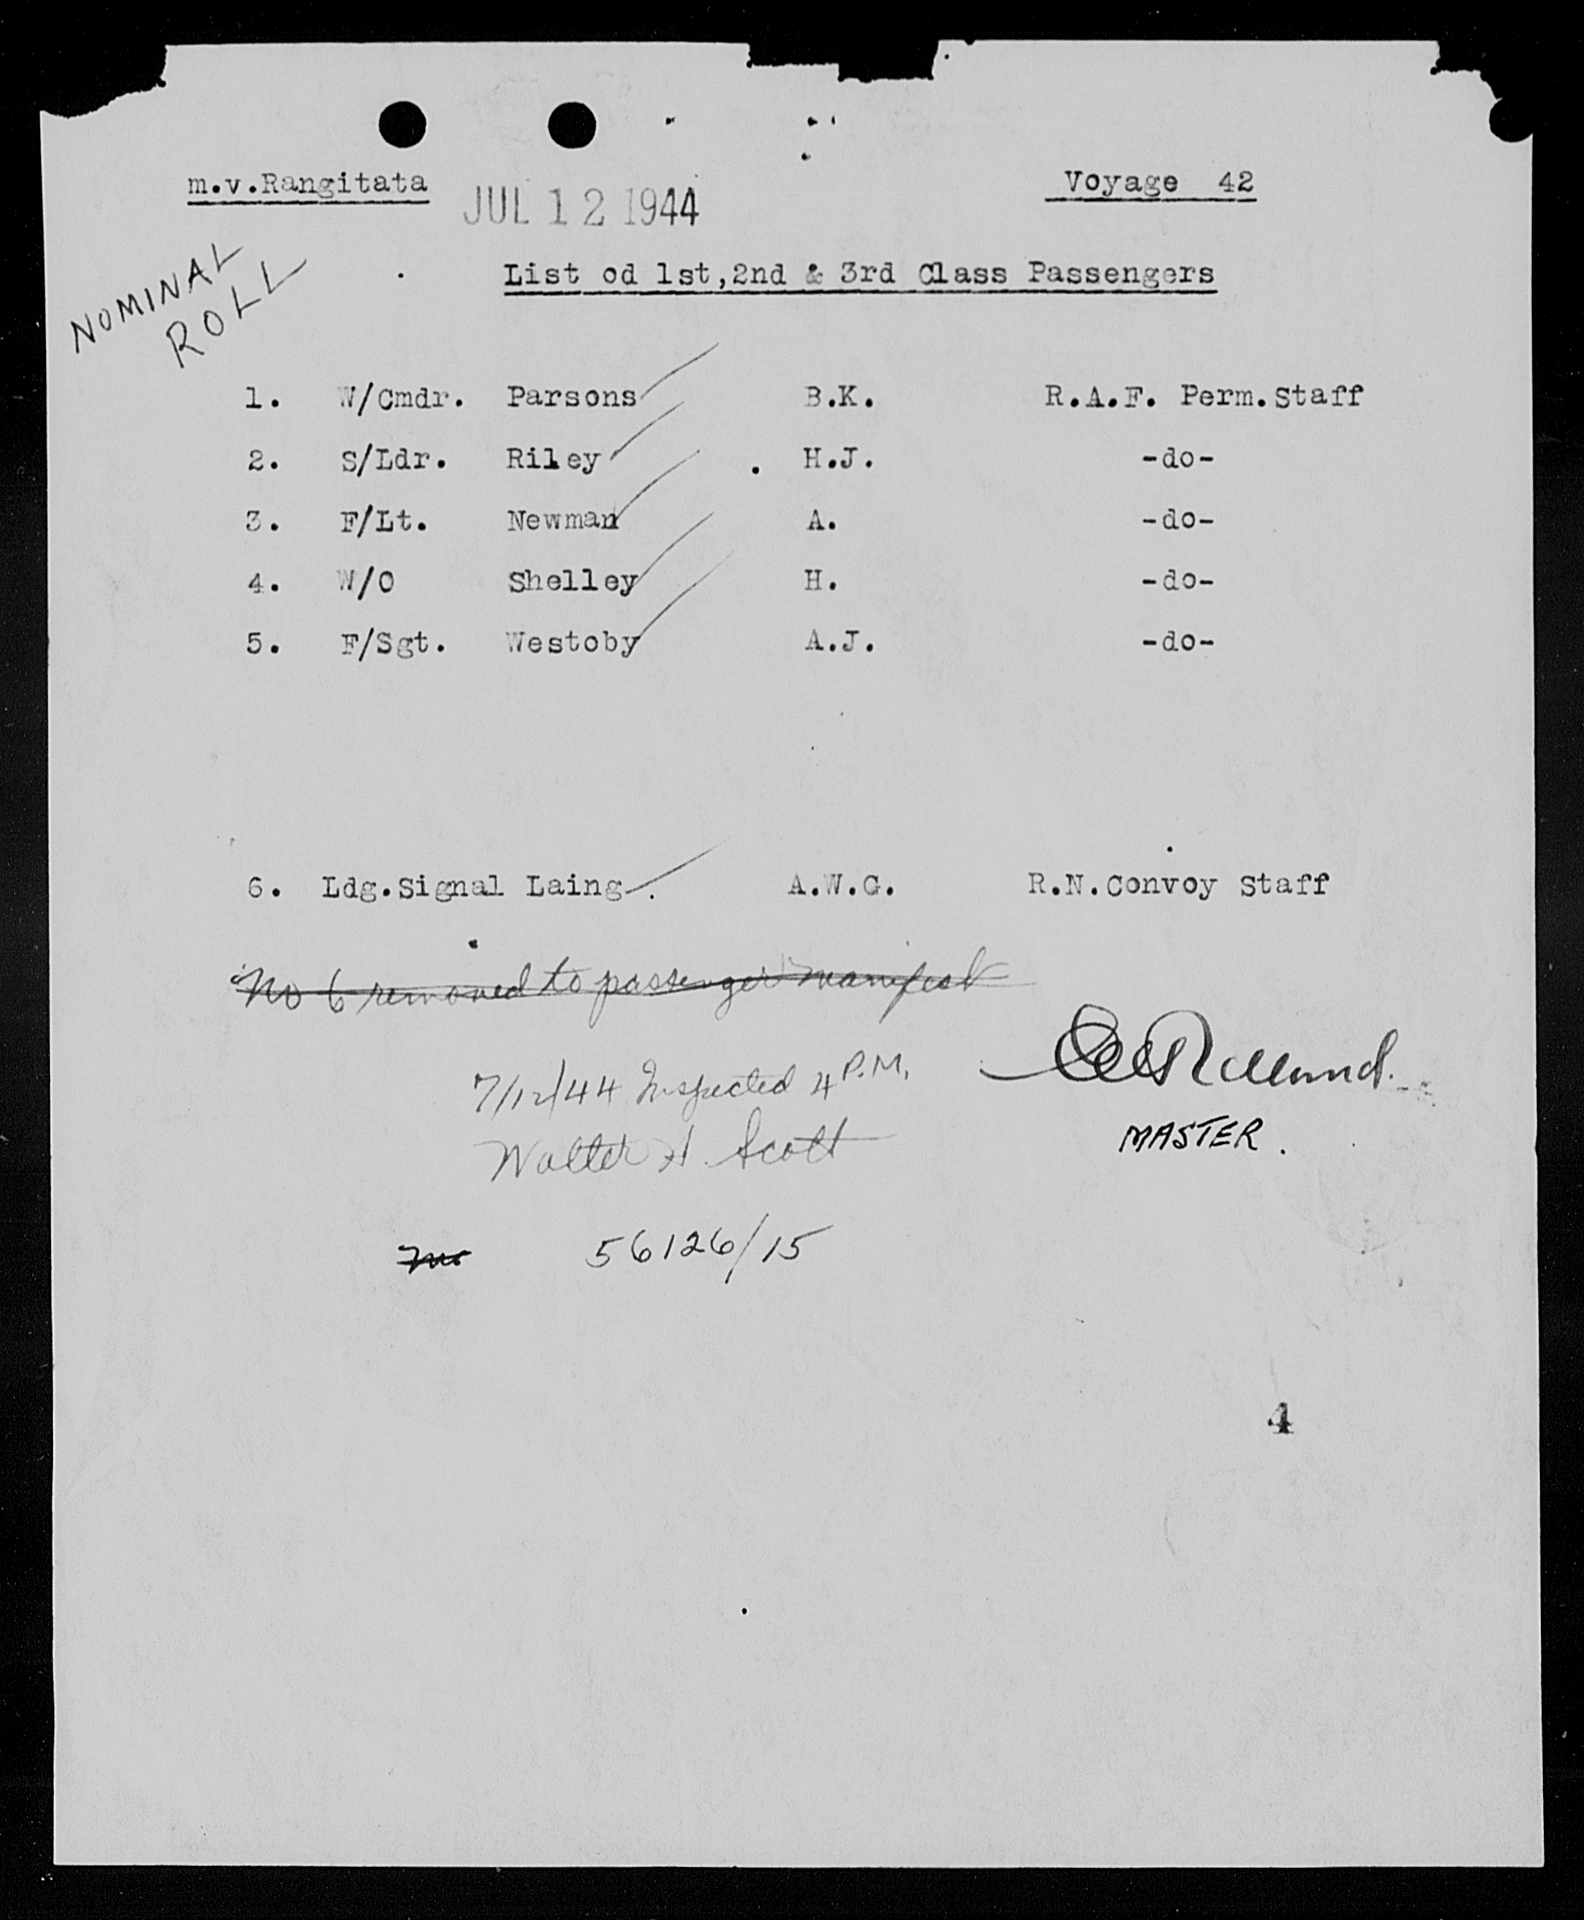 m.v.Rangitata JUL 12 1944 Voyage 42
NOMINAL
ROLL
List od 1st,2nd & 3rd Class Passengers
1. W/Cmdr. Parsons B.K. R.A.F. Perm.Staff
2. S/Ldr. Riley H.J. -do-
3. F/Lt. Newman A. -do-
4. W/O Shelley H. -do-
5. F/Sgt. Westoby A.J. -do-
6. Ldg.Signal Laing A.W.G. R.N.Convoy Staff
No 6 removed to passenger manifest
7/12/44 Inspected 4 P.M.
Walter H. Scott
MASTER.
56126/15
4